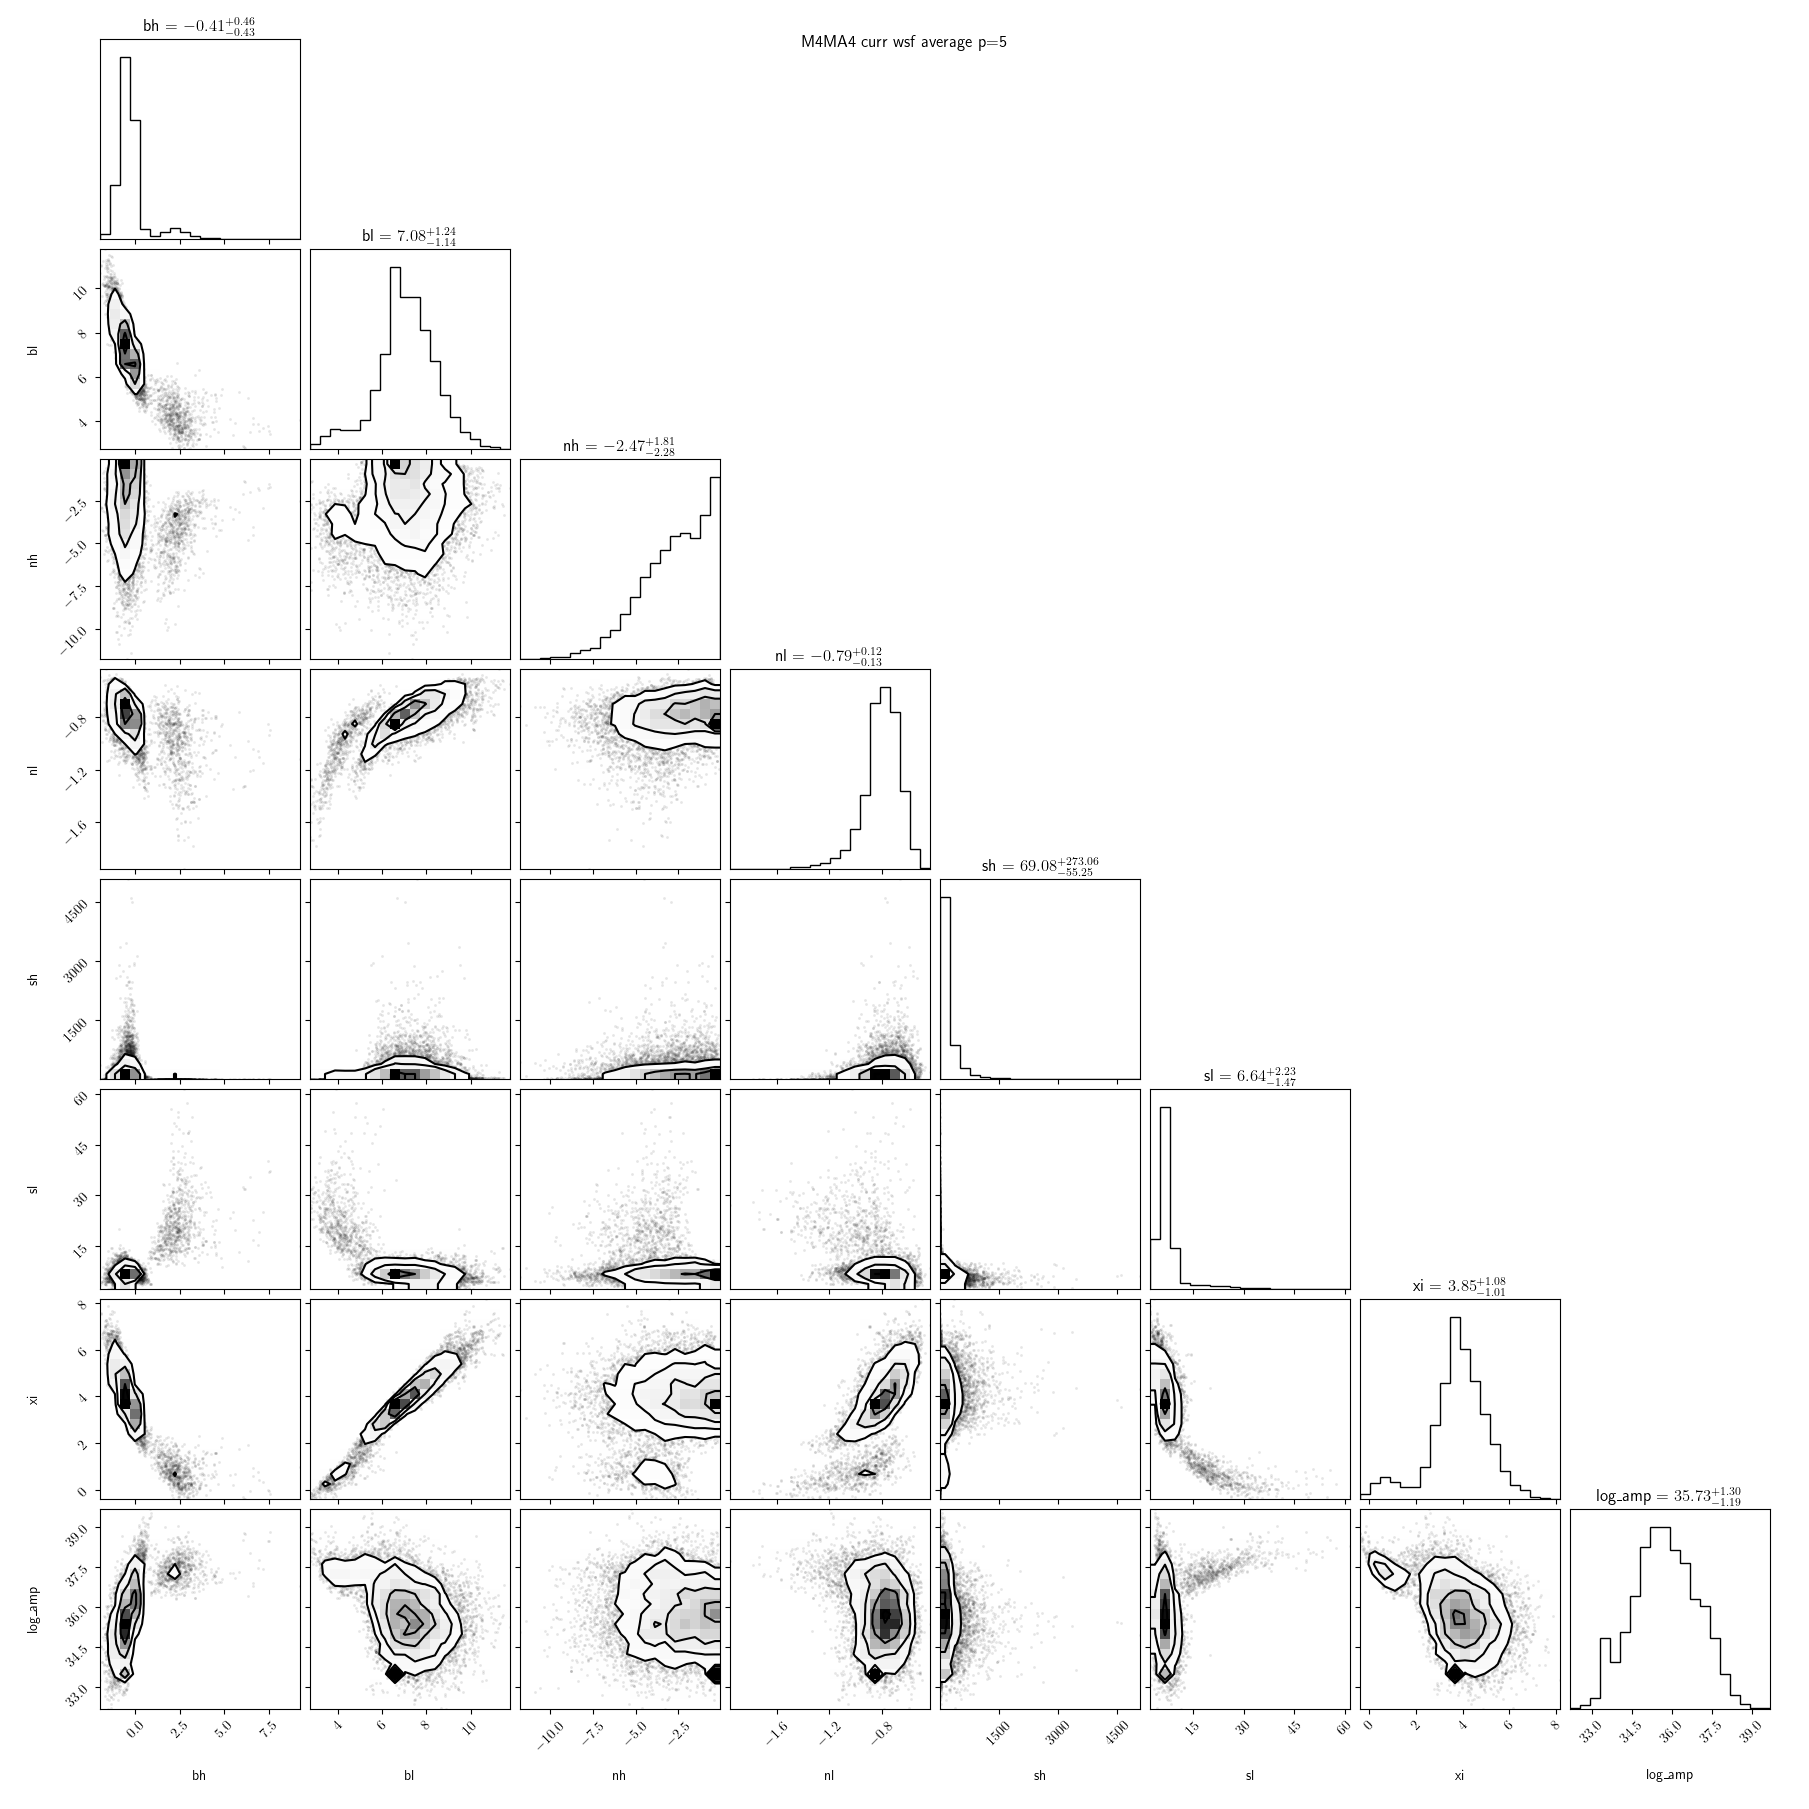 bh = −0.41+0.46−0.43
M4MA4 curr wsf average p=5
bl = 7.08+1.24−1.14
10
8
6
4
bl
nh = −2.47+1.81−2.28
−2.5
−5.0
−7.5
−10.0
nh
nl = −0.79+0.12−0.13
−0.8
−1.2
−1.6
nl
sh = 69.08+273.06−55.25
4500
3000
1500
sh
sl = 6.64+2.23−1.47
60
45
30
15
sl
xi = 3.85+1.08−1.01
8
6
4
2
0
xi
log_amp = 35.73+1.30−1.19
39.0
37.5
36.0
34.5
33.0
log_amp
0.0 2.5 5.0 7.5 4 6 8 10 −10.0 −7.5 −5.0 −2.5 −1.6 −1.2 −0.8 1500 3000 4500 15 30 45 60 0 2 4 6 8 33.0 34.5 36.0 37.5 39.0
bh bl nh nl sh sl xi log_amp